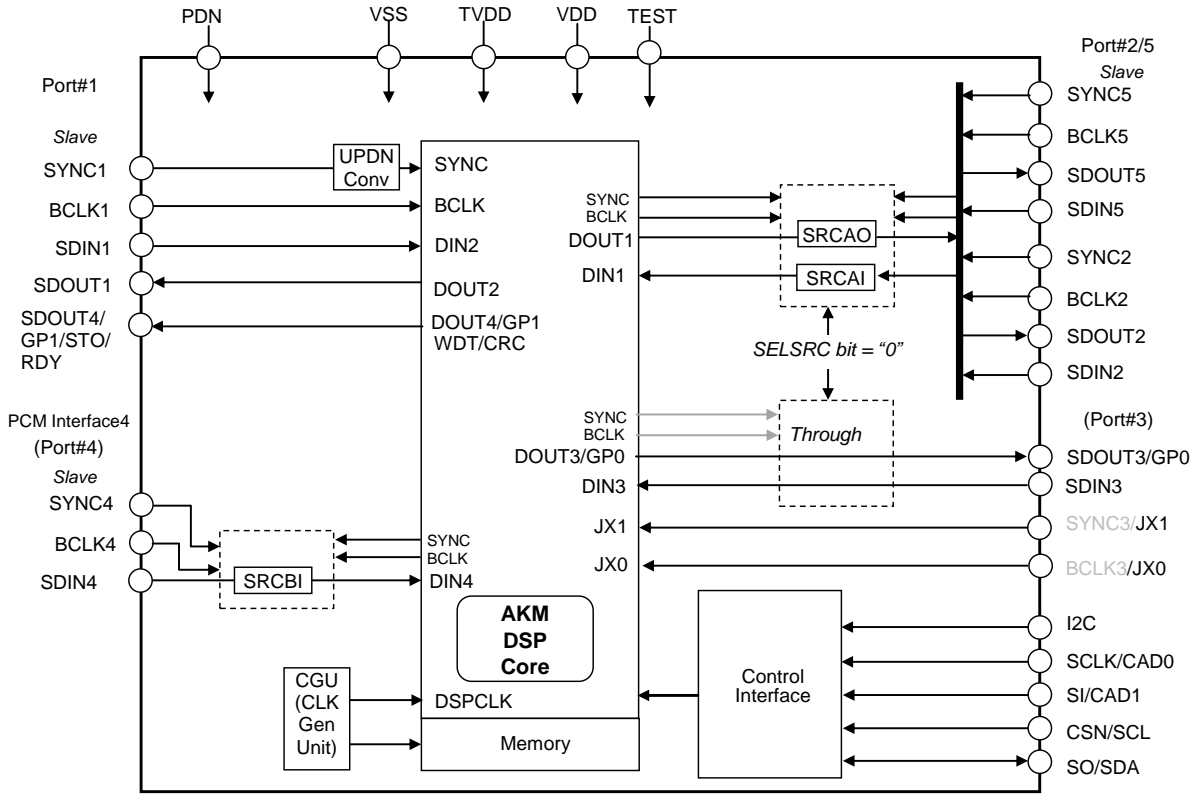 PDN
VSS
TVDD
VDD
TEST
Port#1
Slave
SYNC1
BCLK1
SDIN1
SDOUT1
SDOUT4/
GP1/STO/
RDY
PCM Interface4
(Port#4)
Slave
SYNC4
BCLK4
SDIN4
UPDN
Conv
SYNC
BCLK
DIN2
DOUT2
DOUT4/GP1
WDT/CRC
SYNC
BCLK
DOUT1
DIN1
SRCAO
SRCAI
SELSRC bit = “0”
SYNC
BCLK
DOUT3/GP0
DIN3
Through
JX1
JX0
SYNC
BCLK
DIN4
SRCBI
AKM
DSP
Core
CGU
(CLK
Gen
Unit)
DSPCLK
Memory
Control
Interface
Port#2/5
Slave
SYNC5
BCLK5
SDOUT5
SDIN5
SYNC2
BCLK2
SDOUT2
SDIN2
(Port#3)
SDOUT3/GP0
SDIN3
SYNC3/JX1
BCLK3/JX0
I2C
SCLK/CAD0
SI/CAD1
CSN/SCL
SO/SDA